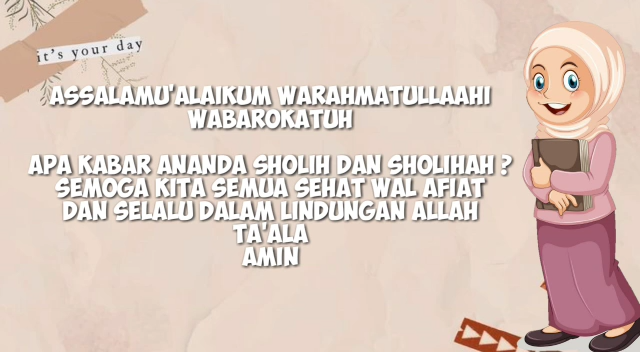 it's your day
ASSALAMU'ALAIKUM WARAHMATULLAAHI
WABAROKATUH
APA KABAR ANANDA SHOLIH DAN SHOLIHAH ?
SEMOGA KITA SEMUA SEHAT WAL AFIAT
DAN SELALU DALAM LINDUNGAN ALLAH
TA'ALA
AMIN